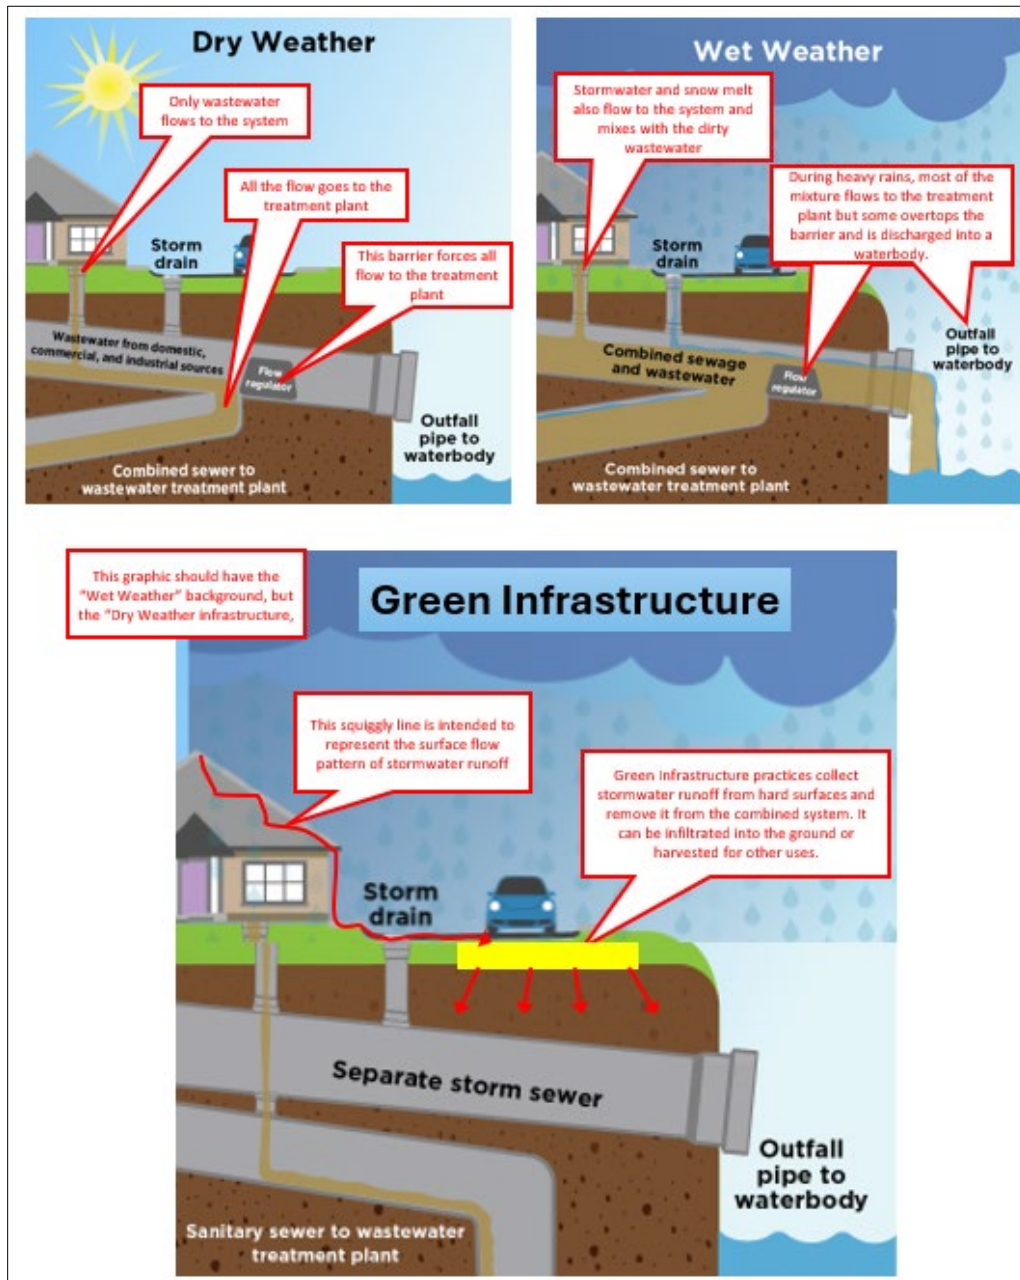 Dry Weather
Only wastewater
flows to the system
All the flow goes to the
treatment plant
This barrier forces all
flow to the treatment
plant
Storm
drain
Wastewater from domestic,
commercial, and industrial sources
Flow
regulator
Outfall
pipe to
waterbody
Combined sewer to
wastewater treatment plant
Wet Weather
Stormwater and snow melt
also flow to the system and
mixes with the dirty
wastewater
During heavy rains, most of the
mixture flows to the treatment
plant but some overtops the
barrier and is discharged into a
waterbody.
Storm
drain
Combined sewage
and wastewater
Flow
regulator
Outfall
pipe to
waterbody
Combined sewer to
wastewater treatment plant
This graphic should have the
"Wet Weather" background, but
the "Dry Weather infrastructure,
Green Infrastructure
This squiggly line is intended to
represent the surface flow
pattern of stormwater runoff
Green Infrastructure practices collect
stormwater runoff from hard surfaces and
remove it from the combined system. It
can be infiltrated into the ground or
harvested for other uses.
Storm
drain
Separate storm sewer
Outfall
pipe to
waterbody
Sanitary sewer to wastewater
treatment plant